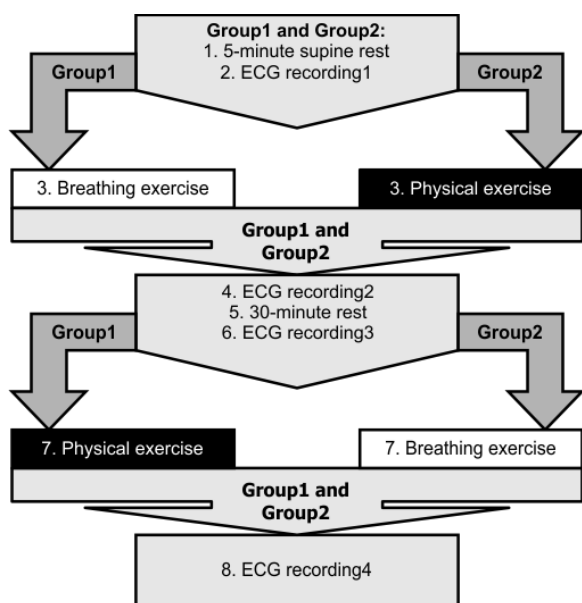 Group1 and Group2:
1. 5-minute supine rest
2. ECG recording1
Group1
Group2
3. Breathing exercise
3. Physical exercise
Group1 and
Group2
4. ECG recording2
5. 30-minute rest
6. ECG recording3
Group1
Group2
7. Physical exercise
7. Breathing exercise
Group1 and
Group2
8. ECG recording4